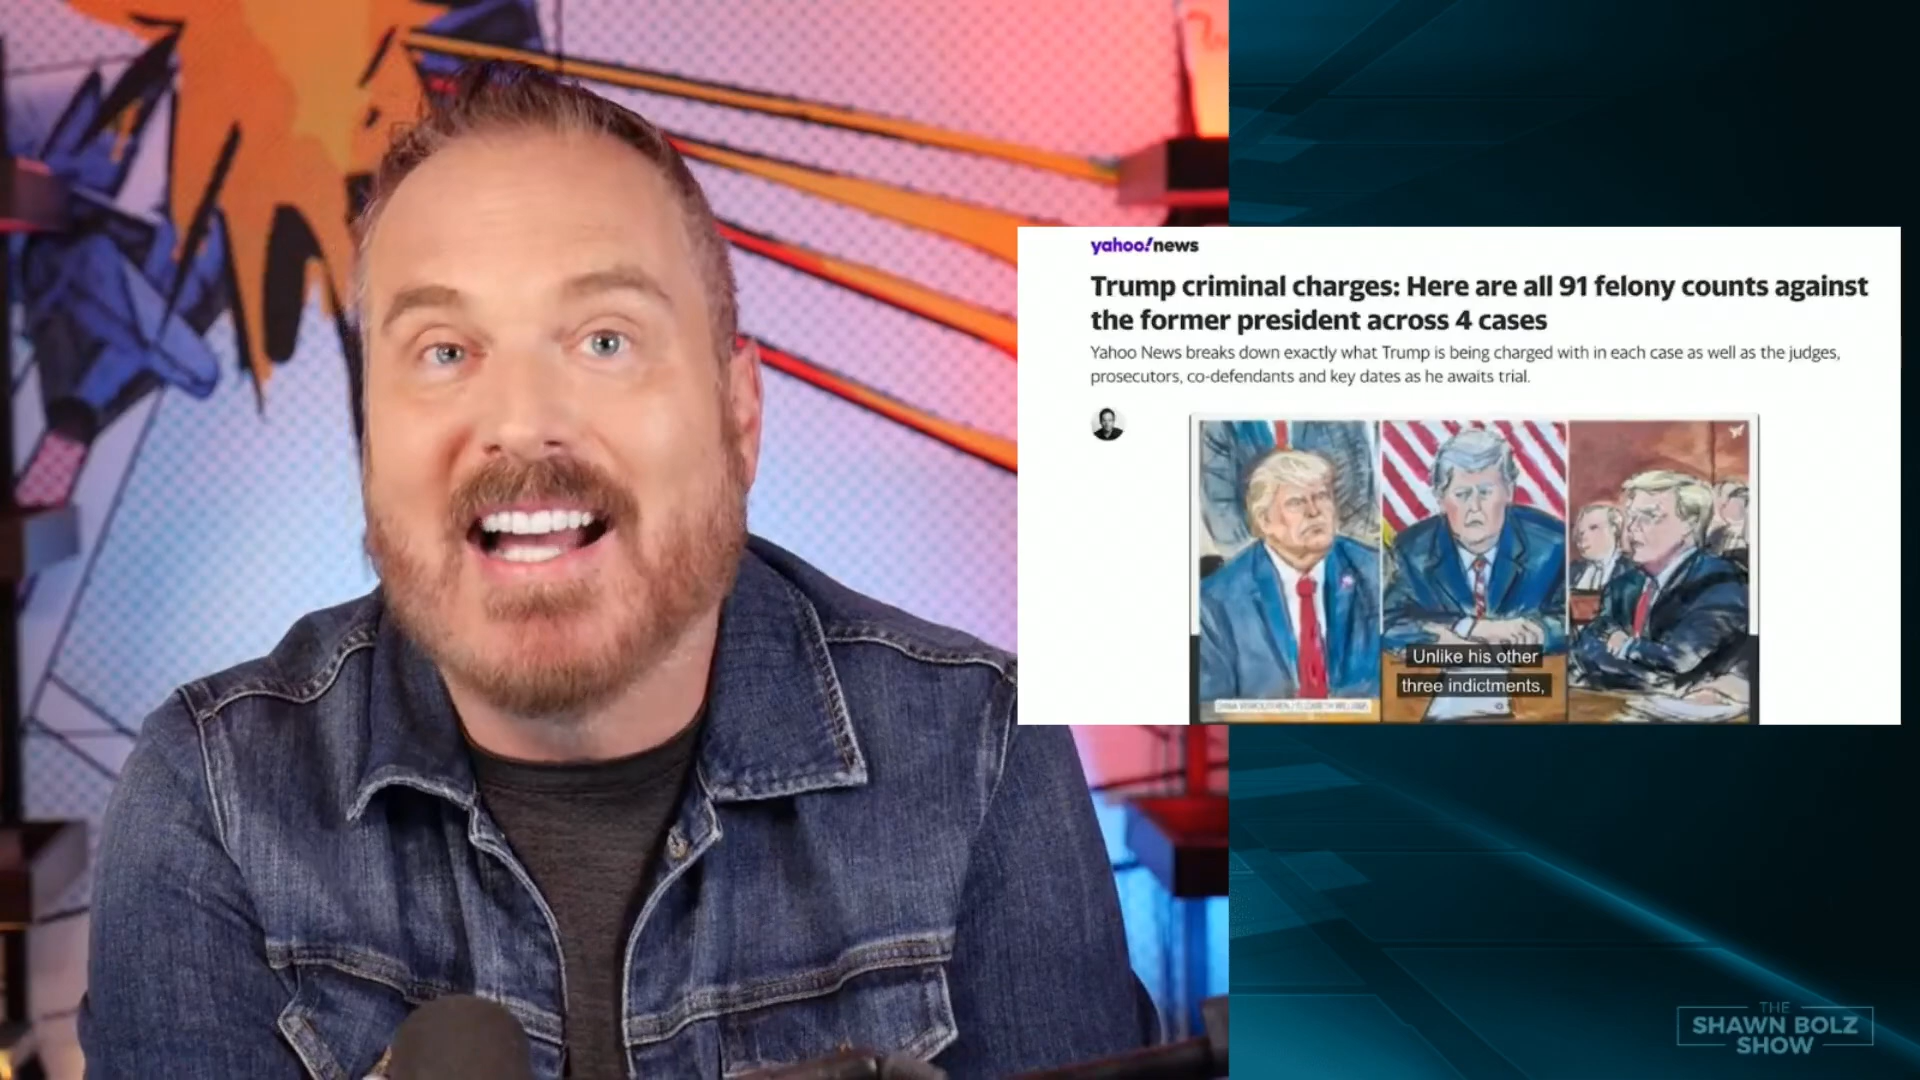 yahoo!news
Trump criminal charges: Here are all 91 felony counts against
the former president across 4 cases
Yahoo News breaks down exactly what Trump is being charged with in each case as well as the judges,
prosecutors, co-defendants and key dates as he awaits trial.
Unlike his other
three indictments,
THE
SHAWN BOLZ
SHOW